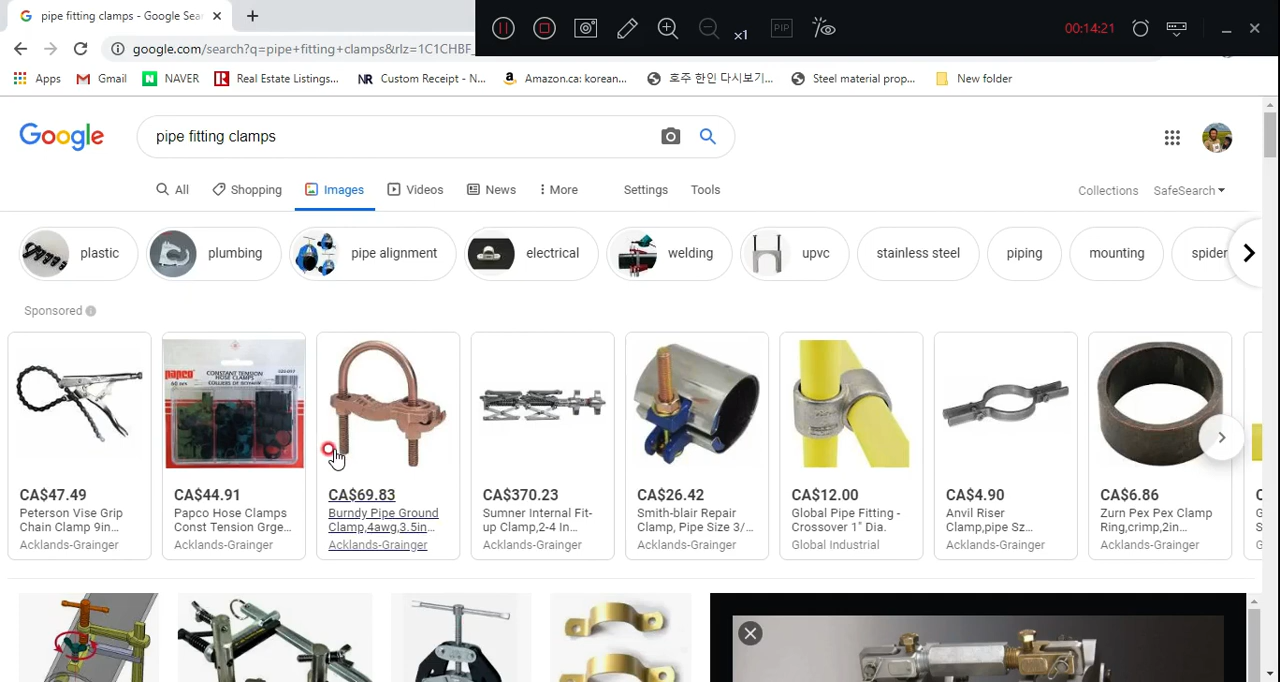 pipe fitting clamps - Google Sear
x1
PIP
00:14:21
google.com/search?q=pipe+fitting+clamps&rlz=1C1CHBF_
Apps
Gmail
NAVER
Real Estate Listings...
NR Custom Receipt - N...
Amazon.ca: korean...
호주 한인 다시보기...
Steel material prop...
New folder
Google
pipe fitting clamps
All
Shopping
Images
Videos
News
More
Settings
Tools
Collections
SafeSearch
plastic
plumbing
pipe alignment
electrical
welding
upvc
stainless steel
piping
mounting
spider
Sponsored
CA$47.49
Peterson Vise Grip
Chain Clamp 9in...
Acklands-Grainger
papco
CONSTANT TENSION
HOSE CLAMPS
CA$44.91
Papco Hose Clamps
Const Tension Grge...
Acklands-Grainger
CA$69.83
Burndy Pipe Ground
Clamp,4awg,3.5in...
Acklands-Grainger
CA$370.23
Sumner Internal Fit-
up Clamp,2-4 In...
Acklands-Grainger
CA$26.42
Smith-blair Repair
Clamp, Pipe Size 3/...
Acklands-Grainger
CA$12.00
Global Pipe Fitting -
Crossover 1" Dia.
Global Industrial
CA$4.90
Anvil Riser
Clamp,pipe Sz...
Acklands-Grainger
CA$6.86
Zurn Pex Pex Clamp
Ring,crimp,2in...
Acklands-Grainger